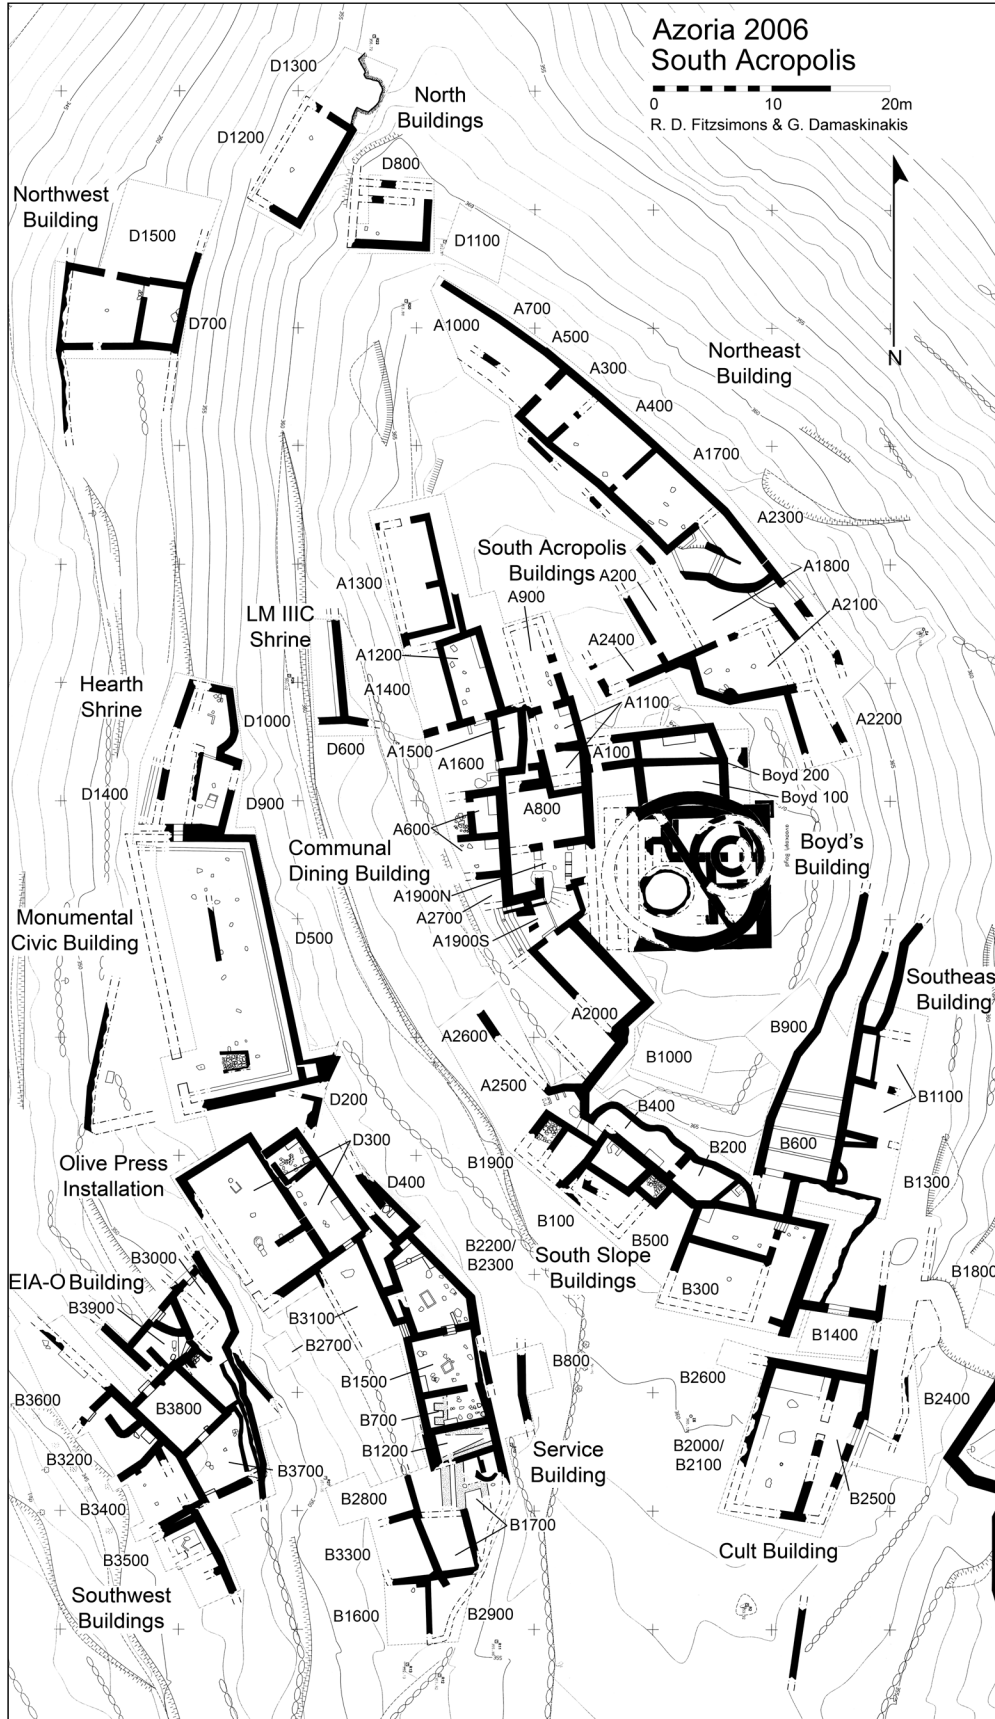 Azoria 2006
South Acropolis
0 10 20m
R. D. Fitzsimons & G. Damaskinakis
N
D1300
North
Buildings
D1200
D800
Northwest
Building
D1500
D1100
D700
A700
A1000
A500
A300
Northeast
Building
A400
A1700
A2300
South Acropolis
Buildings
A200
A1800
A1300
A900
A2100
LM IIIC
Shrine
A2400
A1200
Hearth
Shrine
A1400
A1100
D1000
A2200
D600
A1500
A100
A1600
Boyd 200
D1400
D900
Boyd 100
A800
A600
Communal
Dining Building
Boyd's
Building
A1900N
Monumental
Civic Building
A2700
D500
A1900S
Southeas
Building
A2000
B900
A2600
B1000
A2500
B1100
D200
B400
D300
B200
B600
Olive Press
Installation
B1900
D400
B1300
B100
B500
B2200/
B2300
South Slope
Buildings
B3000
EIA-O Building
B1800
B3900
B300
B3100
B1400
B2700
B800
B2600
B1500
B2400
B3600
B3800
B700
B2000/
B2100
B1200
Service
Building
B3200
B3700
B2800
B2500
B3400
B1700
Cult Building
B3300
B3500
Southwest
Buildings
B1600
B2900